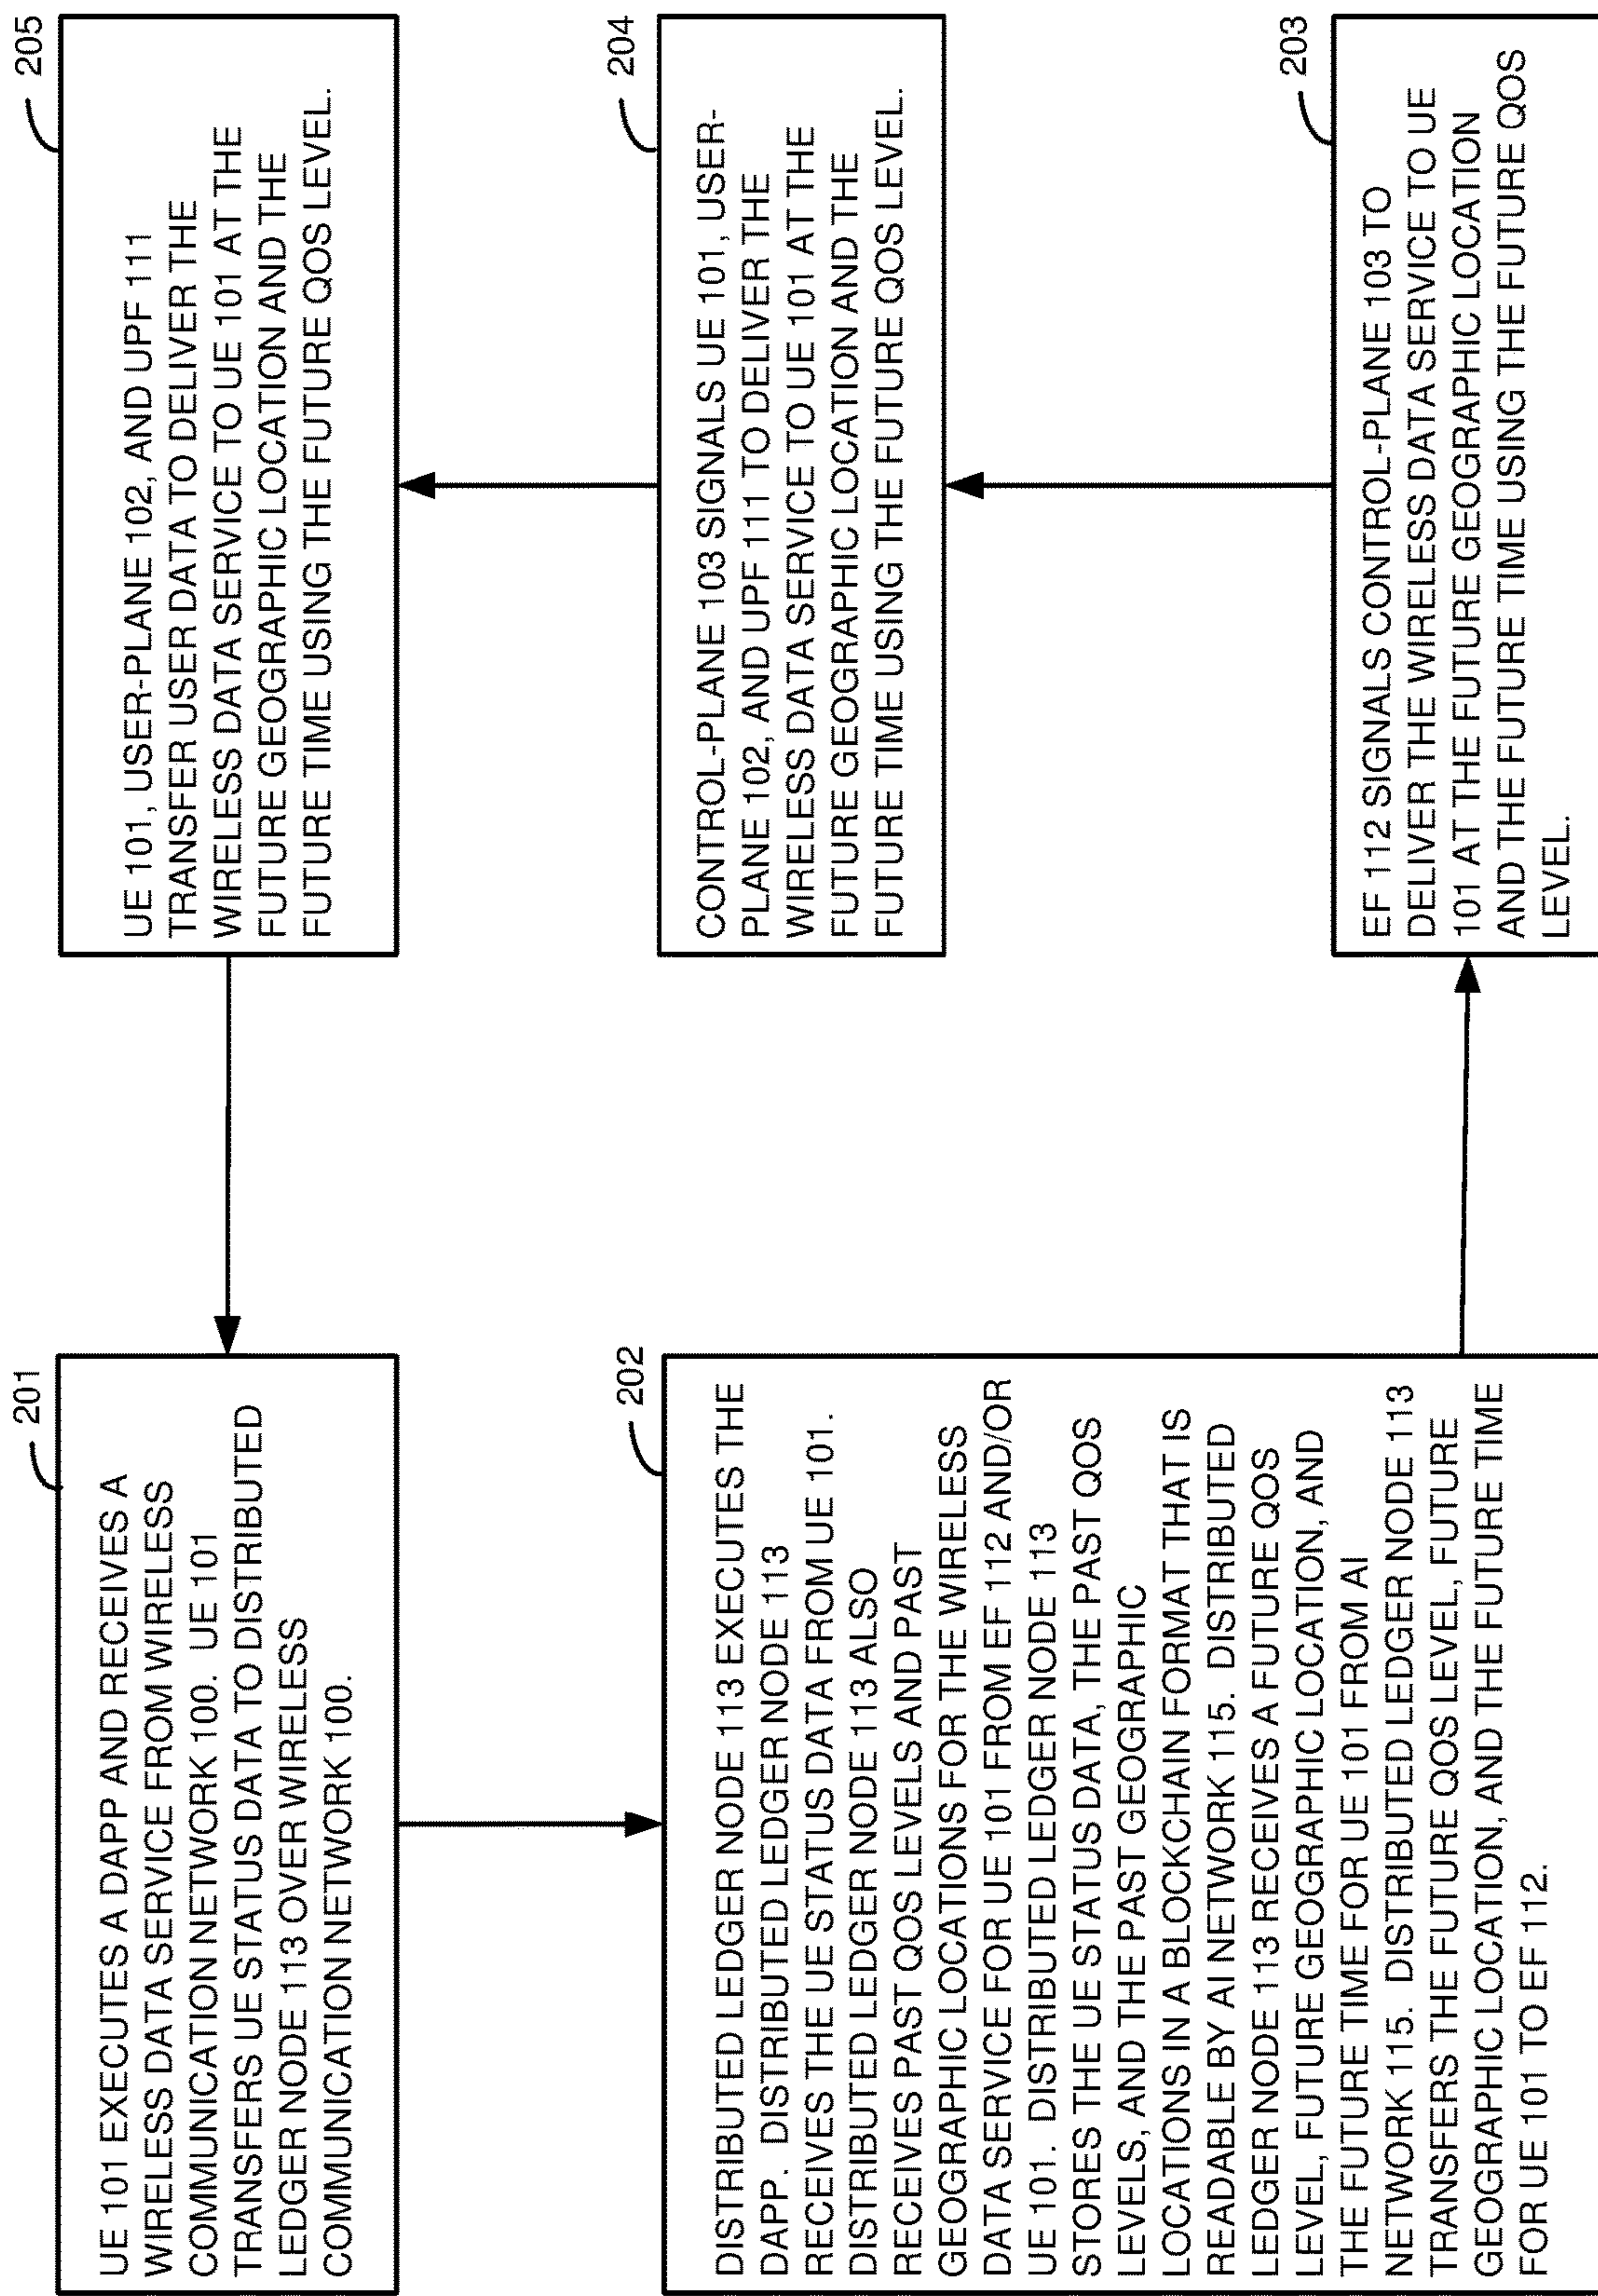 201
UE 101 EXECUTES A DAPP AND RECEIVES A
WIRELESS DATA SERVICE FROM WIRELESS
COMMUNICATION NETWORK 100. UE 101
TRANSFERS UE STATUS DATA TO DISTRIBUTED
LEDGER NODE 113 OVER WIRELESS
COMMUNICATION NETWORK 100.
202
DISTRIBUTED LEDGER NODE 113 EXECUTES THE
DAPP. DISTRIBUTED LEDGER NODE 113
RECEIVES THE UE STATUS DATA FROM UE 101.
DISTRIBUTED LEDGER NODE 113 ALSO
RECEIVES PAST QOS LEVELS AND PAST
GEOGRAPHIC LOCATIONS FOR THE WIRELESS
DATA SERVICE FOR UE 101 FROM EF 112 AND/OR
UE 101. DISTRIBUTED LEDGER NODE 113
STORES THE UE STATUS DATA, THE PAST QOS
LEVELS, AND THE PAST GEOGRAPHIC
LOCATIONS IN A BLOCKCHAIN FORMAT THAT IS
READABLE BY AI NETWORK 115. DISTRIBUTED
LEDGER NODE 113 RECEIVES A FUTURE QOS
LEVEL, FUTURE GEOGRAPHIC LOCATION, AND
THE FUTURE TIME FOR UE 101 FROM AI
NETWORK 115. DISTRIBUTED LEDGER NODE 113
TRANSFERS THE FUTURE QOS LEVEL, FUTURE
GEOGRAPHIC LOCATION, AND THE FUTURE TIME
FOR UE 101 TO EF 112.
203
EF 112 SIGNALS CONTROL-PLANE 103 TO
DELIVER THE WIRELESS DATA SERVICE TO UE
101 AT THE FUTURE GEOGRAPHIC LOCATION
AND THE FUTURE TIME USING THE FUTURE QOS
LEVEL.
204
CONTROL-PLANE 103 SIGNALS UE 101, USER-
PLANE 102, AND UPF 111 TO DELIVER THE
WIRELESS DATA SERVICE TO UE 101 AT THE
FUTURE GEOGRAPHIC LOCATION AND THE
FUTURE TIME USING THE FUTURE QOS LEVEL.
205
UE 101, USER-PLANE 102, AND UPF 111
TRANSFER USER DATA TO DELIVER THE
WIRELESS DATA SERVICE TO UE 101 AT THE
FUTURE GEOGRAPHIC LOCATION AND THE
FUTURE TIME USING THE FUTURE QOS LEVEL.